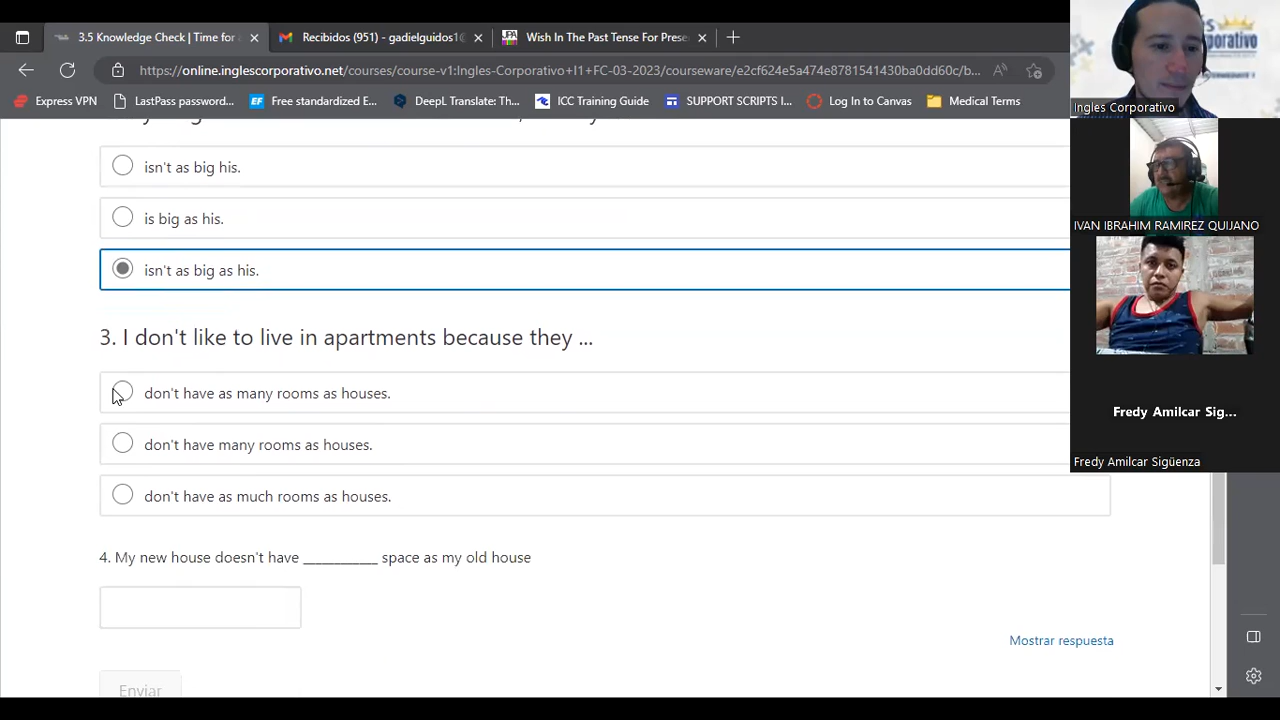 3.5 Knowledge Check | Time for
Recibidos (951) - gadielguidos1@
Wish In The Past Tense For Prese
https://online.inglescorporativo.net/courses/course-v1:Ingles-Corporativo+I1+FC-03-2023/courseware/e2cf624e5a474e8781541430ba0dd60c/b...
Express VPN
LastPass password...
EF Free standardized E...
DeepL Translate: Th...
ICC Training Guide
SUPPORT SCRIPTS I...
Log In to Canvas
Medical Terms
Ingles Corporativo
IVAN IBRAHIM RAMIREZ QUIJANO
Fredy Amilcar Sig...
Fredy Amilcar Sigüenza
isn't as big his.
is big as his.
isn't as big as his.
3. I don't like to live in apartments because they ...
don't have as many rooms as houses.
don't have many rooms as houses.
don't have as much rooms as houses.
4. My new house doesn't have ____________ space as my old house
Mostrar respuesta
Enviar